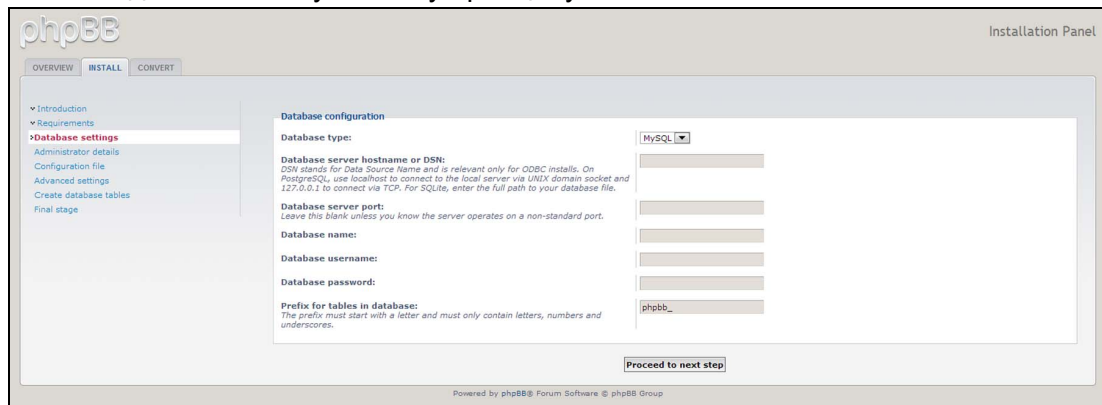 phpBB
Installation Panel
OVERVIEW INSTALL CONVERT
Introduction
Requirements
Database settings
Administrator details
Configuration file
Advanced settings
Create database tables
Final stage
Database configuration
Database type:
MySQL
Database server hostname or DSN:
DSN stands for Data Source Name and is relevant only for ODBC installs. On
PostgreSQL, use localhost to connect to the local server via UNIX domain socket and
127.0.0.1 to connect via TCP. For SQLite, enter the full path to your database file.
Database server port:
Leave this blank unless you know the server operates on a non-standard port.
Database name:
Database username:
Database password:
Prefix for tables in database:
phpbb_
The prefix must start with a letter and must only contain letters, numbers and
underscores.
Proceed to next step
Powered by phpBB® Forum Software © phpBB Group